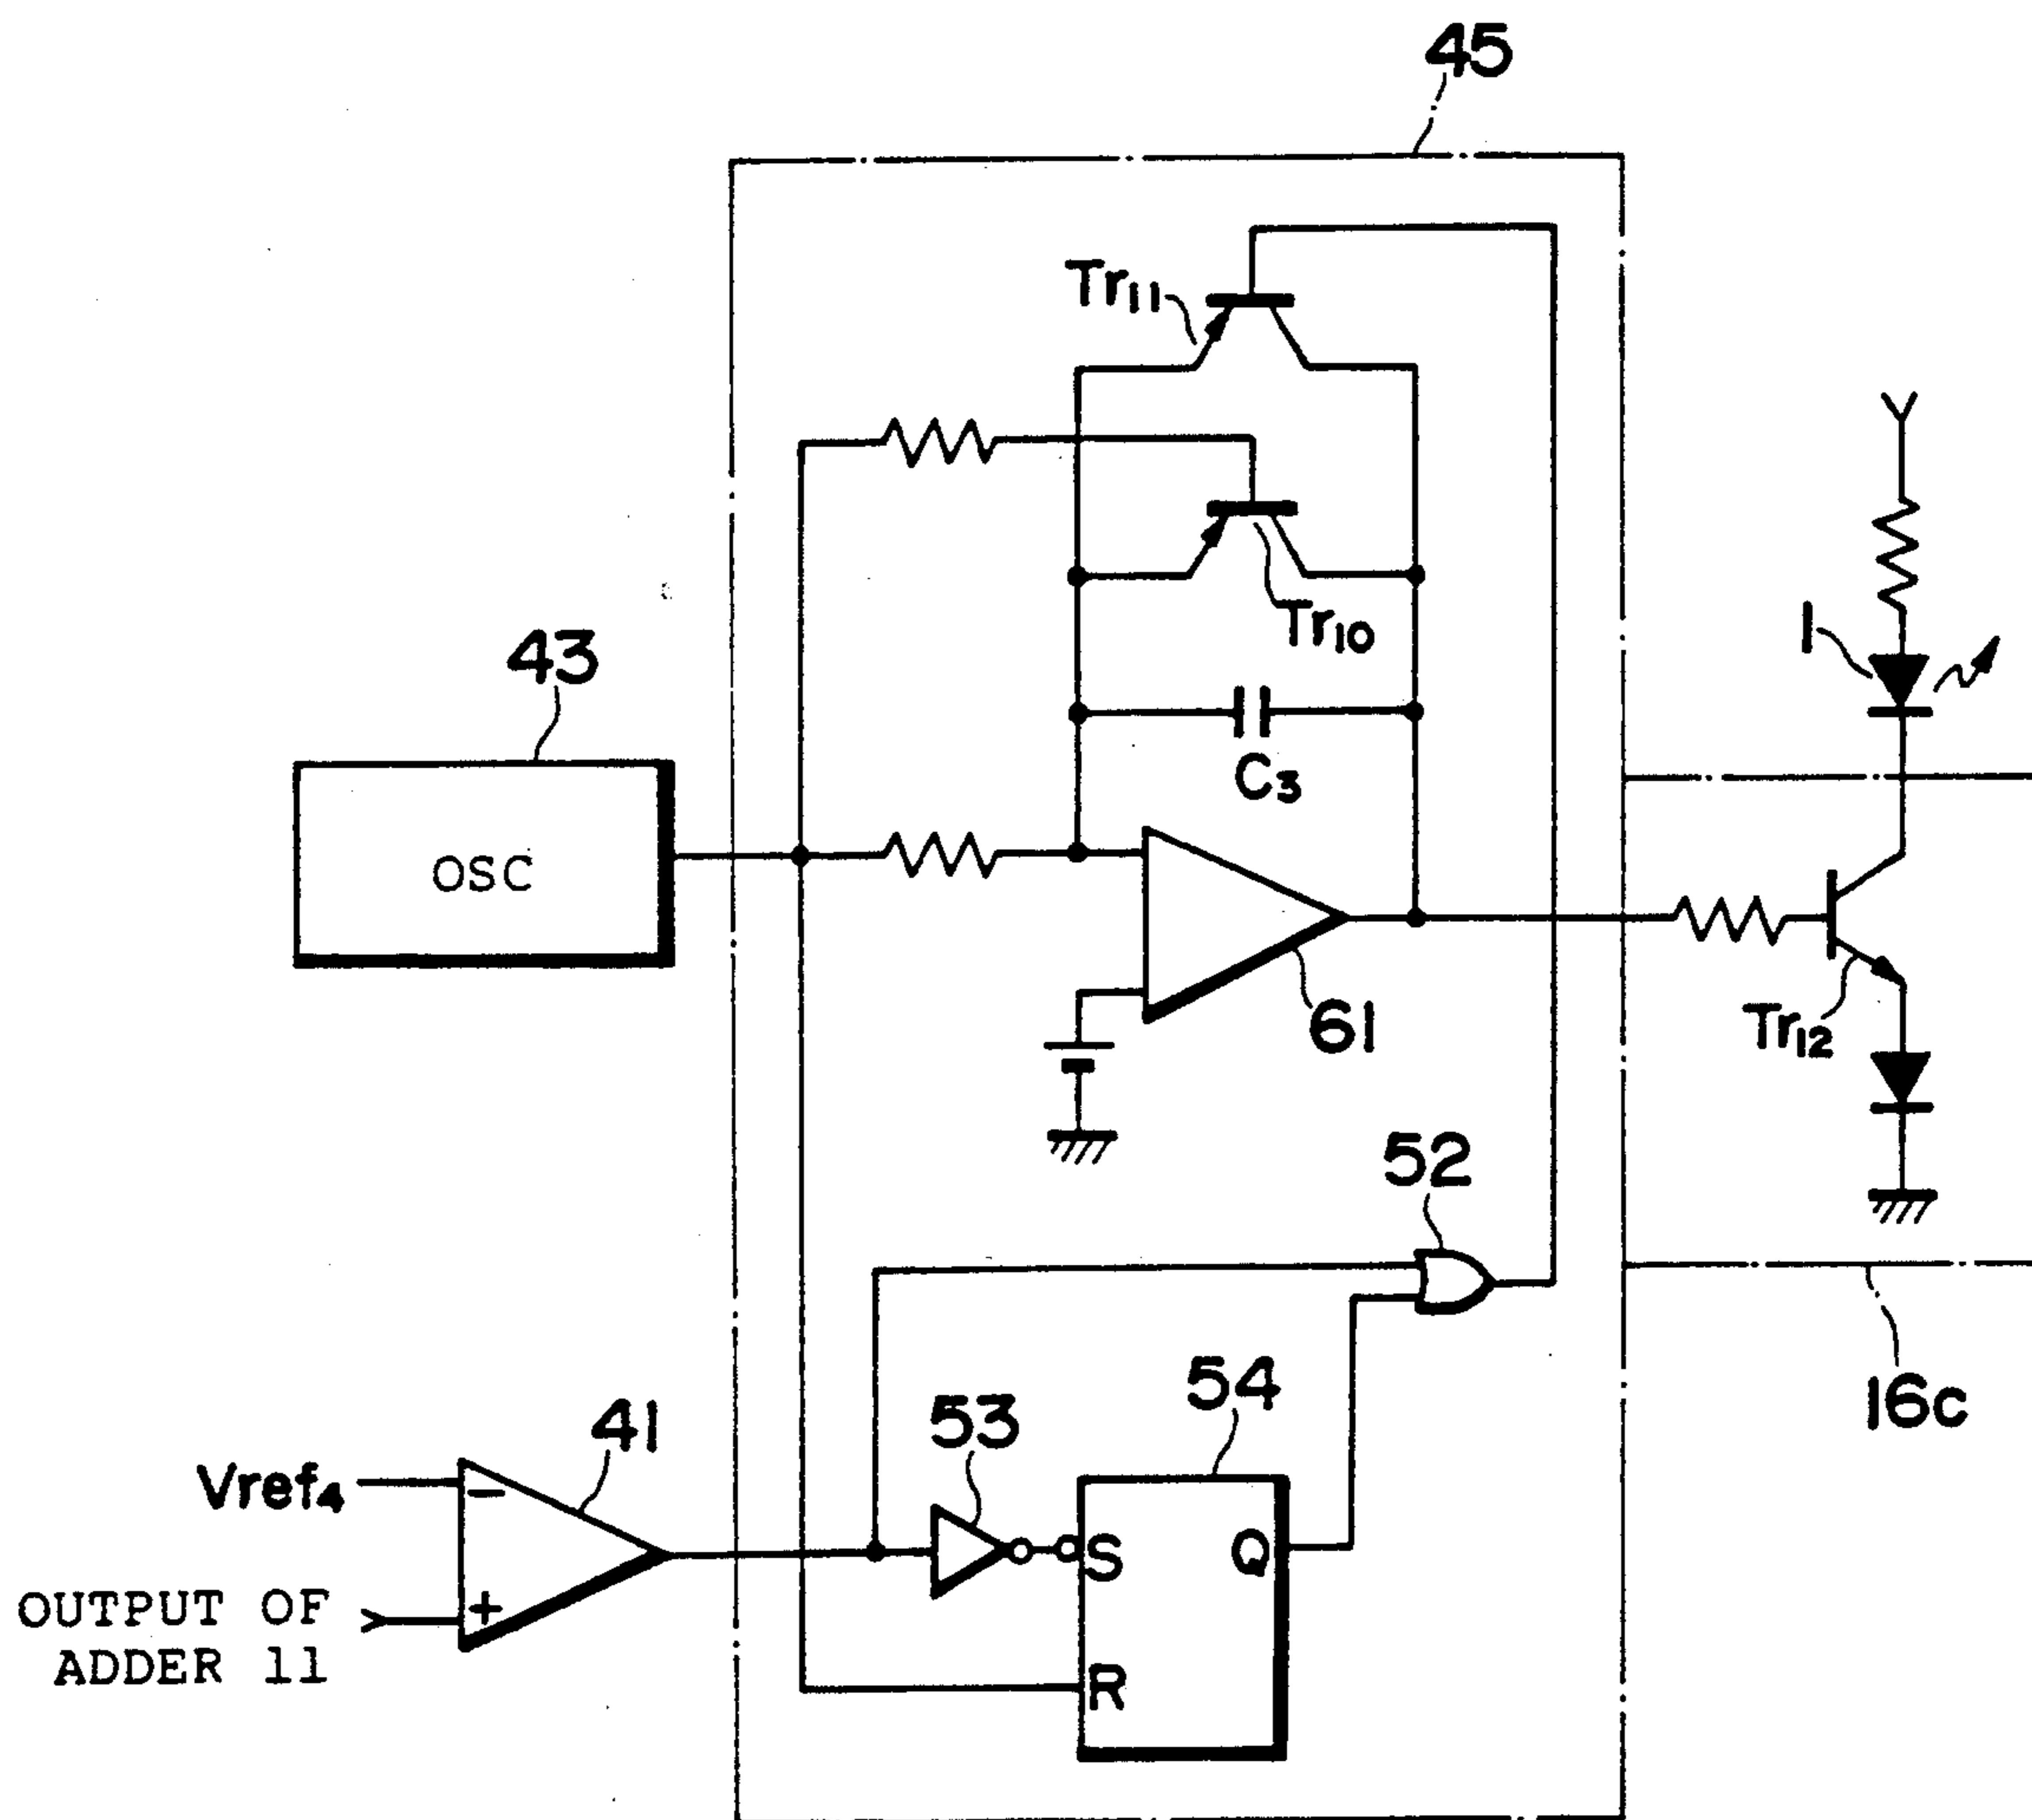 45
Tr11
Tr10
43
1
C3
OSC
61
Tr12
52
54
16c
41
53
Vref4
−
S
Q
OUTPUT OF
ADDER 11
+
R